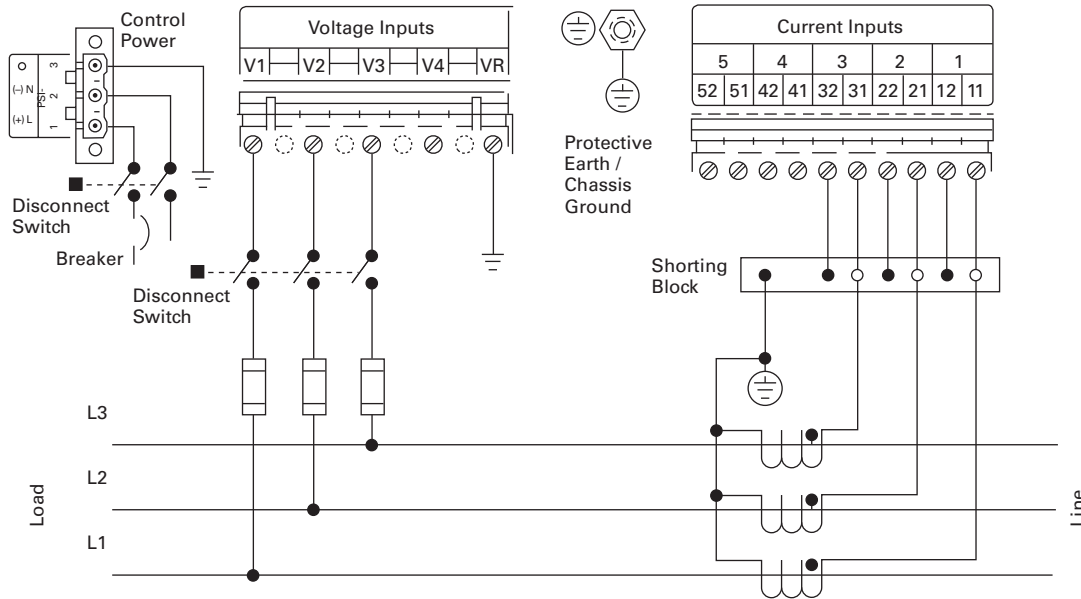 Control
Power
3
2
1
(–) N
(+) L
PSI-
–
–
–
Disconnect
Switch
Breaker
Voltage Inputs
V1 V2 V3 V4 VR
Disconnect
Switch
Protective
Earth /
Chassis
Ground
Current Inputs
5 4 3 2 1
52 51 42 41 32 31 22 21 12 11
Shorting
Block
L3
L2
L1
Load
Line